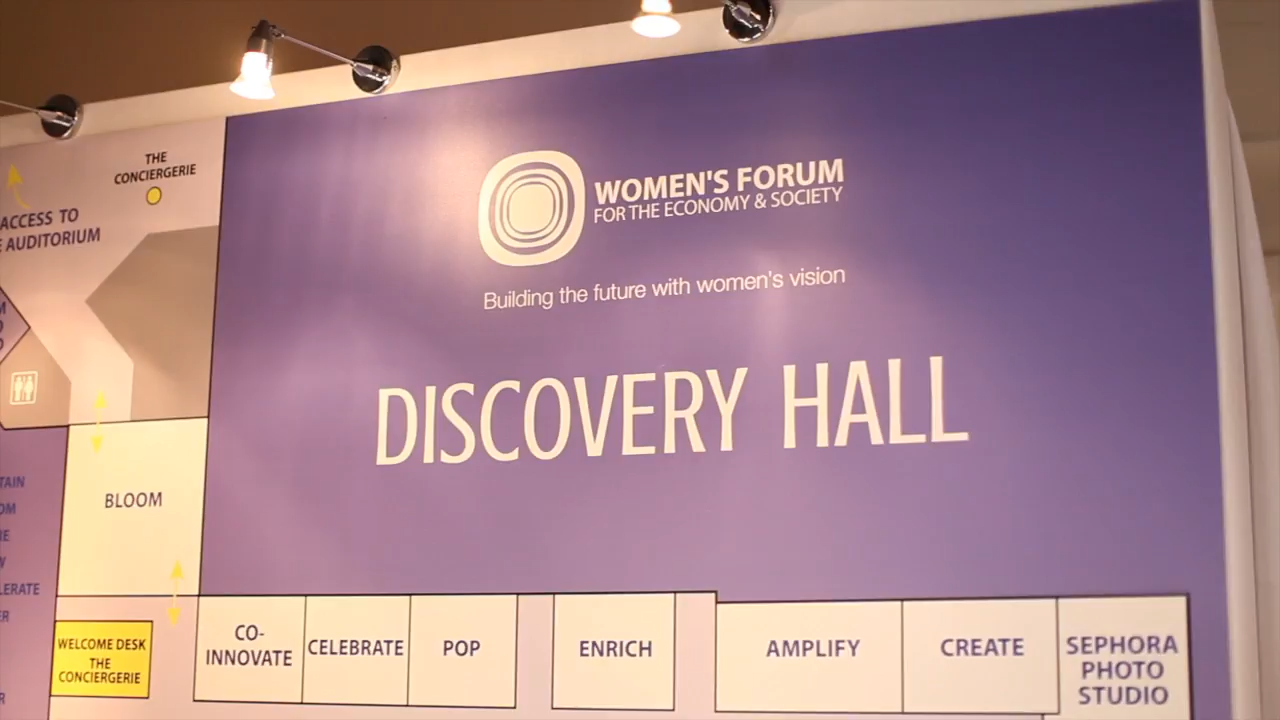 THE
CONCIERGERIE
ACCESS TO
AUDITORIUM
WOMEN'S FORUM
FOR THE ECONOMY & SOCIETY
Building the future with women's vision
DISCOVERY HALL
BLOOM
WELCOME DESK
THE
CONCIERGERIE
CO-
INNOVATE
CELEBRATE
POP
ENRICH
AMPLIFY
CREATE
SEPHORA
PHOTO
STUDIO